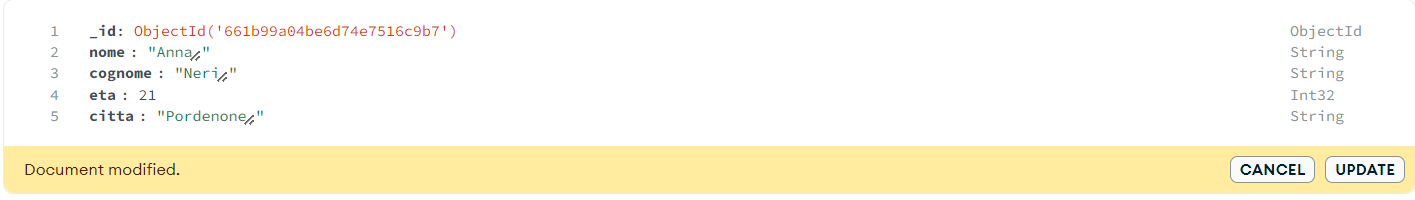 1 _id: ObjectId('661b99a04be6d74e7516c9b7') ObjectId
2 nome : "Anna" String
3 cognome : "Neri" String
4 eta : 21 Int32
5 citta : "Pordenone" String
Document modified. CANCEL UPDATE